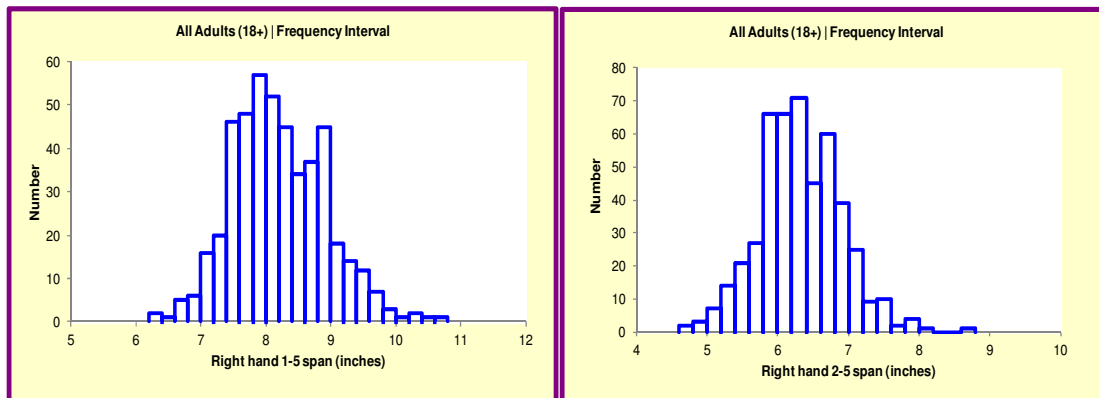 All Adults (18+) | Frequency Interval
Number
60
50
40
30
20
10
0
5 6 7 8 9 10 11 12
Right hand 1-5 span (inches)
All Adults (18+) | Frequency Interval
Number
80
70
60
50
40
30
20
10
0
4 5 6 7 8 9 10
Right hand 2-5 span (inches)